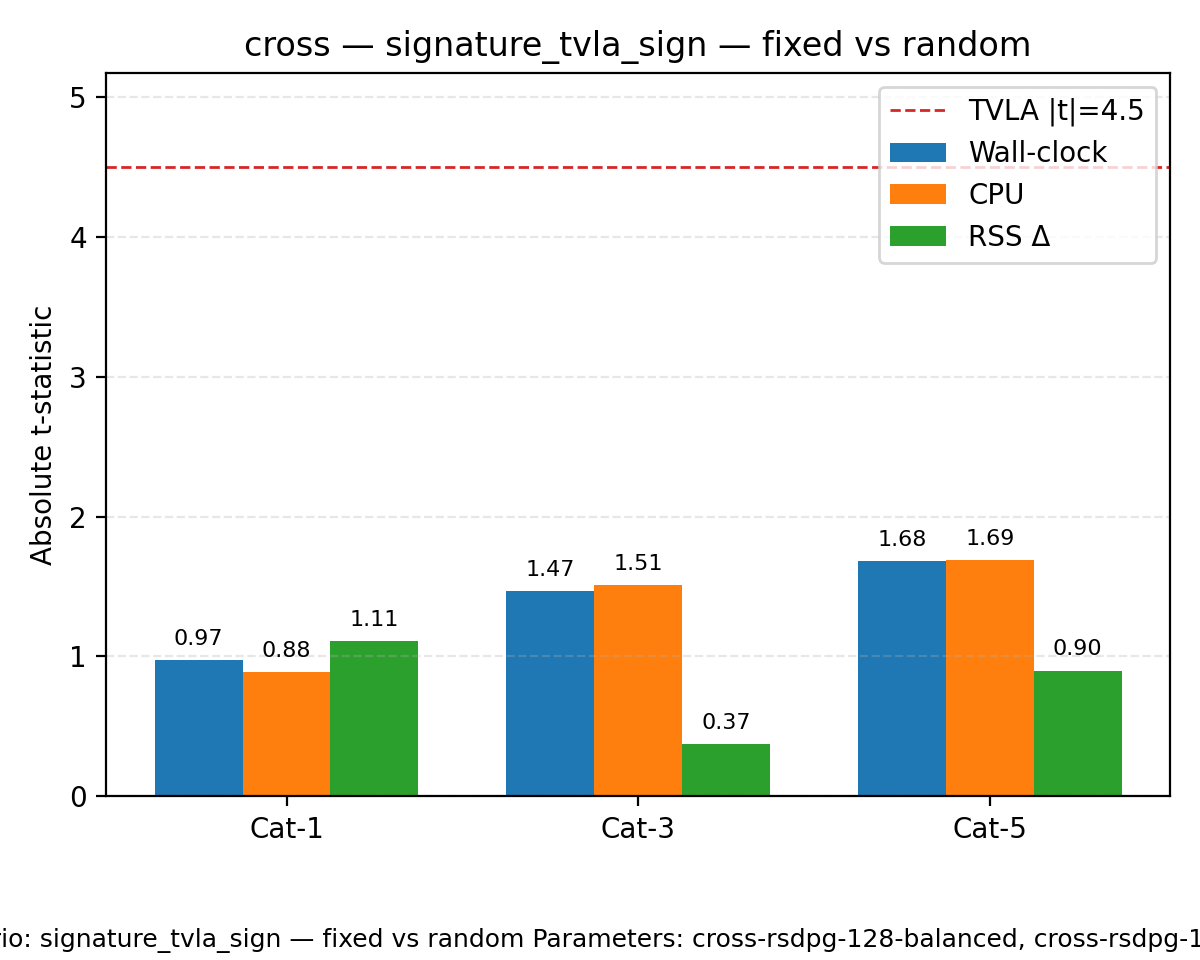 cross — signature_tvla_sign — fixed vs random
TVLA |t|=4.5
Wall-clock
CPU
RSS Δ
Absolute t-statistic
5
4
3
2
1
0
0.97
0.88
1.11
1.47
1.51
0.37
1.68
1.69
0.90
Cat-1
Cat-3
Cat-5
rio: signature_tvla_sign — fixed vs random Parameters: cross-rsdpg-128-balanced, cross-rsdpg-1